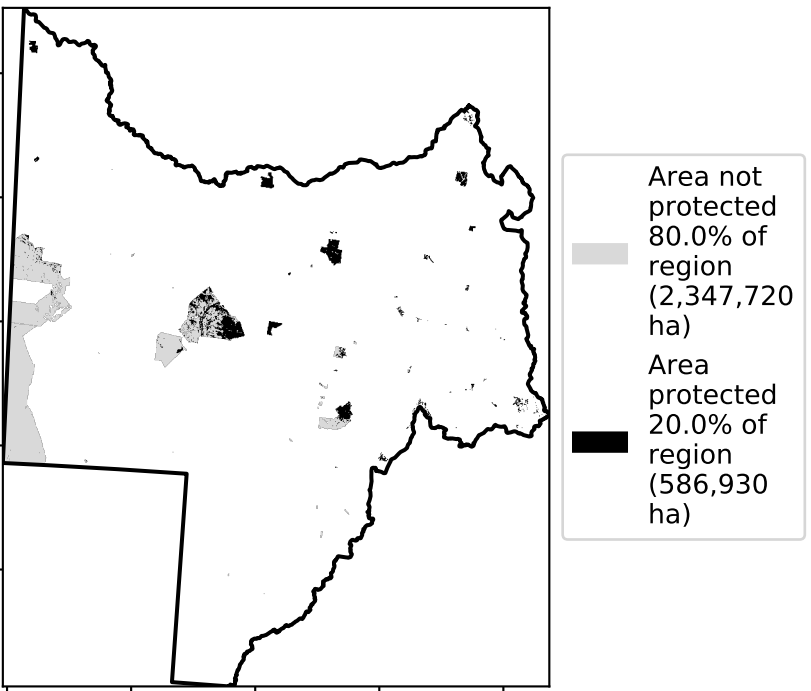 Area not
protected
80.0% of
region
(2,347,720
ha)
Area
protected
20.0% of
region
(586,930
ha)